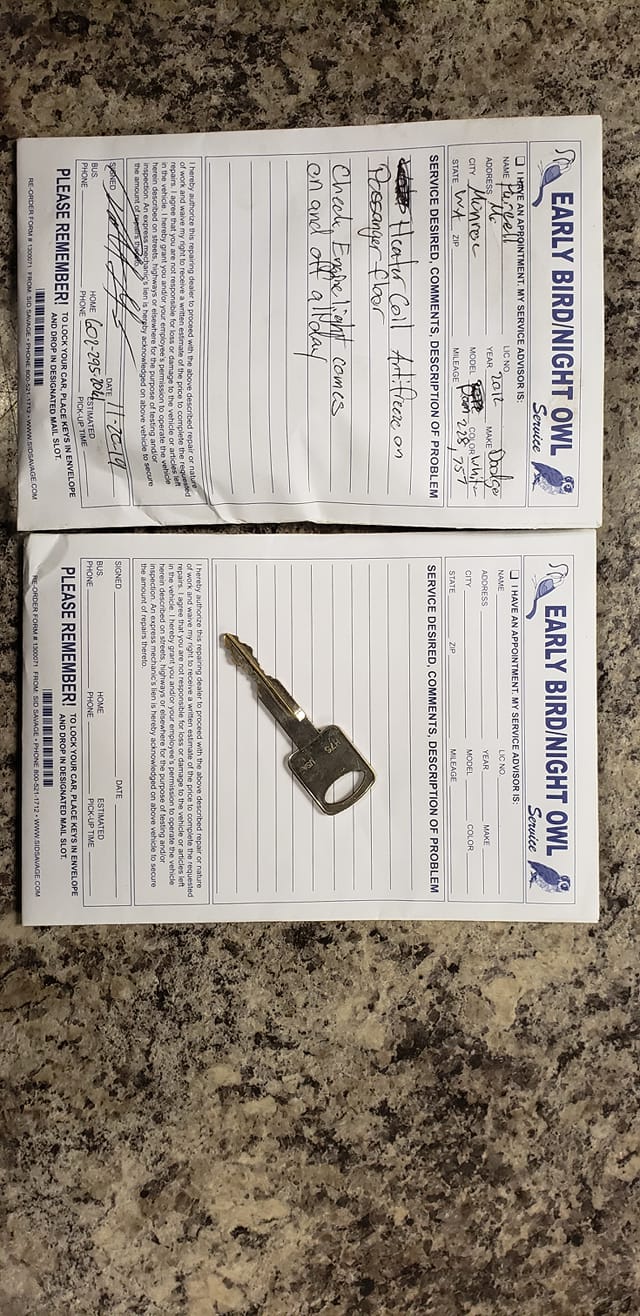 EARLY BIRD/NIGHT OWL
Service
I HAVE AN APPOINTMENT. MY SERVICE ADVISOR IS:
NAME Purcell LIC NO.
ADDRESS YEAR 2012 MAKE Dodge
CITY Monroe MODEL Ram COLOR White
STATE WA ZIP MILEAGE 228,757
SERVICE DESIRED, COMMENTS, DESCRIPTION OF PROBLEM
Heater Coil Antifreeze on
Passenger floor
Check Engine light comes
on and off all day
I hereby authorize this repairing dealer to proceed with the above described repair or nature
of work and waive my right to receive a written estimate of the price to complete the requested
repairs. I agree that you are not responsible for loss or damage to the vehicle or articles left
in the vehicle. I hereby grant you and/or your employee's permission to operate the vehicle
herein described on streets, highways or elsewhere for the purpose of testing and/or
inspection. An express mechanic's lien is hereby acknowledged on above vehicle to secure
the amount of repairs thereto.
SIGNED DATE 11-20-19
BUS. PHONE HOME PHONE ESTIMATED PICK-UP TIME
PLEASE REMEMBER! TO LOCK YOUR CAR, PLACE KEYS IN ENVELOPE
AND DROP IN DESIGNATED MAIL SLOT.
RE-ORDER FORM # 1300071 FROM: SID SAVAGE • PHONE 800-521-1712 • WWW.SIDSAVAGE.COM
EARLY BIRD/NIGHT OWL
Service
I HAVE AN APPOINTMENT. MY SERVICE ADVISOR IS:
NAME LIC NO.
ADDRESS YEAR MAKE
CITY MODEL COLOR
STATE ZIP MILEAGE
SERVICE DESIRED, COMMENTS, DESCRIPTION OF PROBLEM
I hereby authorize this repairing dealer to proceed with the above described repair or nature
of work and waive my right to receive a written estimate of the price to complete the requested
repairs. I agree that you are not responsible for loss or damage to the vehicle or articles left
in the vehicle. I hereby grant you and/or your employee's permission to operate the vehicle
herein described on streets, highways or elsewhere for the purpose of testing and/or
inspection. An express mechanic's lien is hereby acknowledged on above vehicle to secure
the amount of repairs thereto.
SIGNED DATE
BUS. PHONE HOME PHONE ESTIMATED PICK-UP TIME
PLEASE REMEMBER! TO LOCK YOUR CAR, PLACE KEYS IN ENVELOPE
AND DROP IN DESIGNATED MAIL SLOT.
RE-ORDER FORM # 1300071 FROM: SID SAVAGE • PHONE 800-521-1712 • WWW.SIDSAVAGE.COM
H75
USA